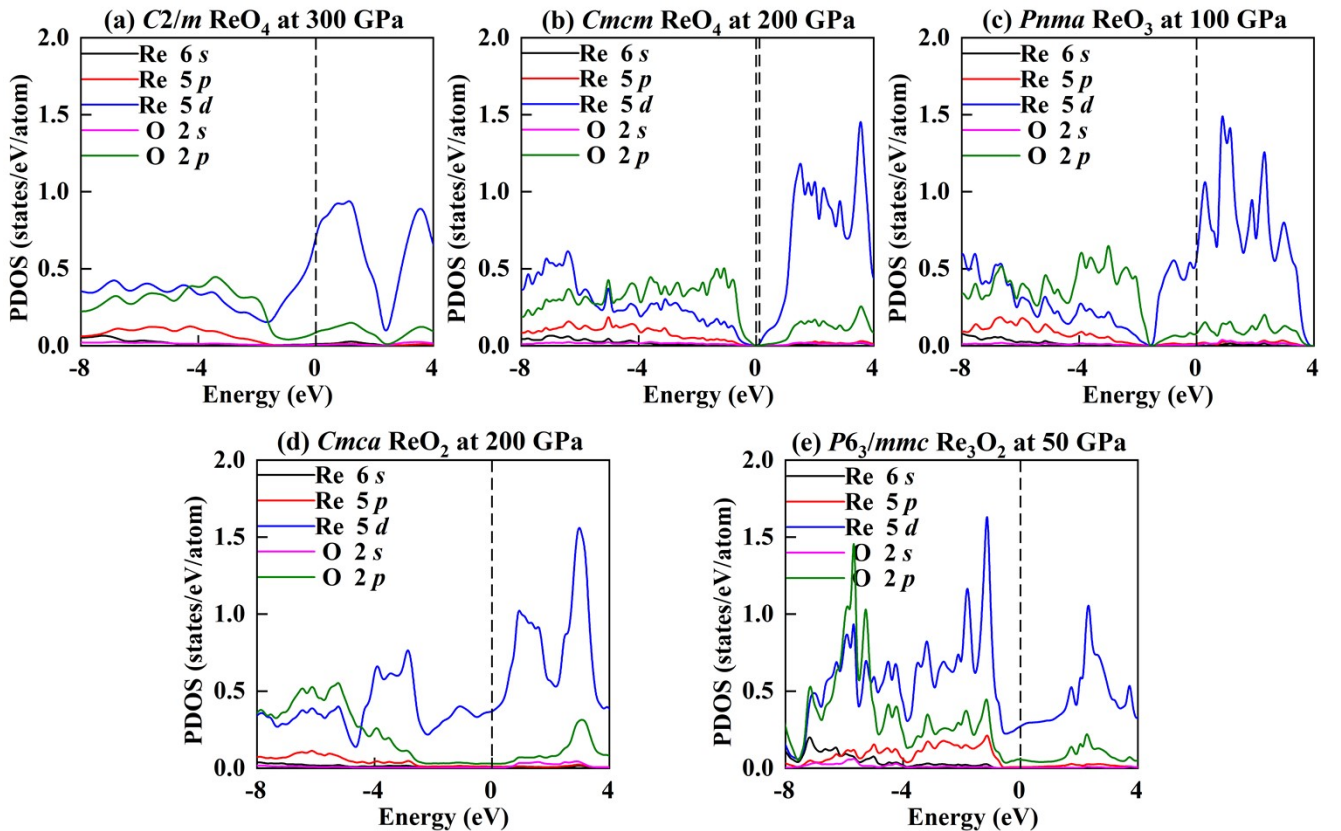 (a) C2/m ReO₄ at 300 GPa
2.0
1.5
1.0
0.5
0.0
PDOS (states/eV/atom)
Re 6 s
Re 5 p
Re 5 d
O 2 s
O 2 p
-8
-4
0
4
Energy (eV)
(b) Cmcm ReO₄ at 200 GPa
2.0
1.5
1.0
0.5
0.0
PDOS (states/eV/atom)
Re 6 s
Re 5 p
Re 5 d
O 2 s
O 2 p
-8
-4
0
4
Energy (eV)
(c) Pnma ReO₃ at 100 GPa
2.0
1.5
1.0
0.5
0.0
PDOS (states/eV/atom)
Re 6 s
Re 5 p
Re 5 d
O 2 s
O 2 p
-8
-4
0
4
Energy (eV)
(d) Cmca ReO₂ at 200 GPa
2.0
1.5
1.0
0.5
0.0
PDOS (states/eV/atom)
Re 6 s
Re 5 p
Re 5 d
O 2 s
O 2 p
-8
-4
0
4
Energy (eV)
(e) P6₃/mmc Re₃O₂ at 50 GPa
2.0
1.5
1.0
0.5
0.0
PDOS (states/eV/atom)
Re 6 s
Re 5 p
Re 5 d
O 2 s
O 2 p
-8
-4
0
4
Energy (eV)